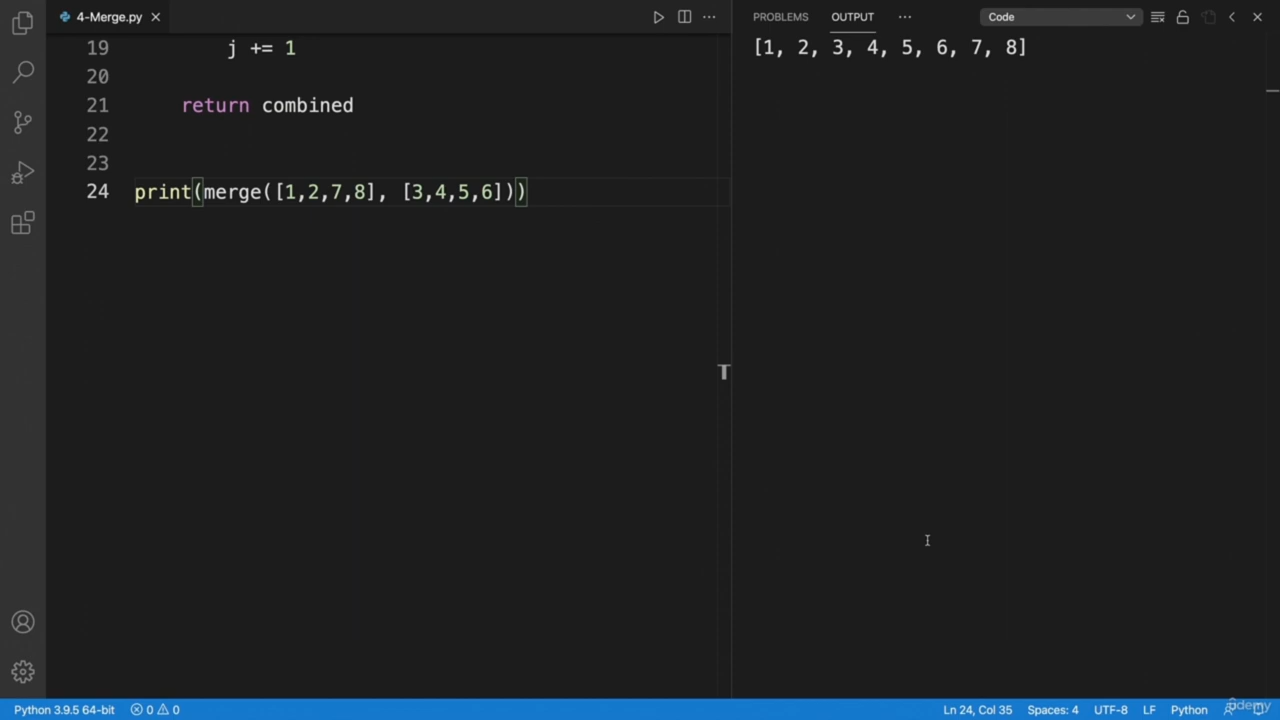 4-Merge.py
PROBLEMS OUTPUT ... Code
19 j += 1
20
21 return combined
22
23
24 print(merge([1,2,7,8], [3,4,5,6]))
[1, 2, 3, 4, 5, 6, 7, 8]
T
Python 3.9.5 64-bit 0 0 Ln 24, Col 35 Spaces: 4 UTF-8 LF Python
udemy